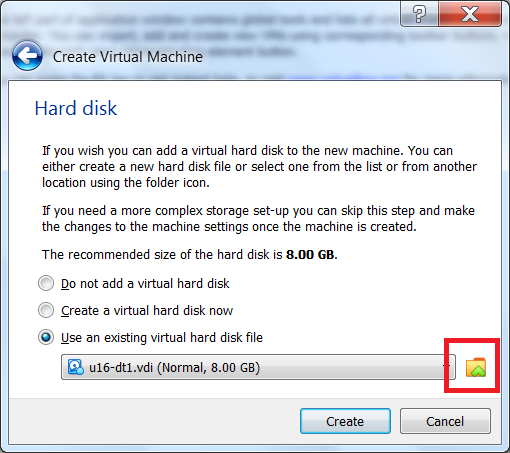 Create Virtual Machine
Hard disk
If you wish you can add a virtual hard disk to the new machine. You can
either create a new hard disk file or select one from the list or from another
location using the folder icon.
If you need a more complex storage set-up you can skip this step and make
the changes to the machine settings once the machine is created.
The recommended size of the hard disk is 8.00 GB.
Do not add a virtual hard disk
Create a virtual hard disk now
Use an existing virtual hard disk file
u16-dt1.vdi (Normal, 8.00 GB)
Create
Cancel